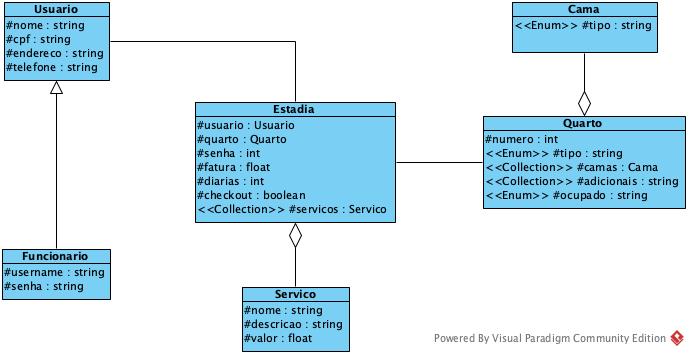 Usuario
#nome : string
#cpf : string
#endereco : string
#telefone : string
Cama
<<Enum>> #tipo : string
Estadia
#usuario : Usuario
#quarto : Quarto
#senha : int
#fatura : float
#diarias : int
#checkout : boolean
<<Collection>> #servicos : Servico
Quarto
#numero : int
<<Enum>> #tipo : string
<<Collection>> #camas : Cama
<<Collection>> #adicionais : string
<<Enum>> #ocupado : string
Funcionario
#username : string
#senha : string
Servico
#nome : string
#descricao : string
#valor : float
Powered By Visual Paradigm Community Edition